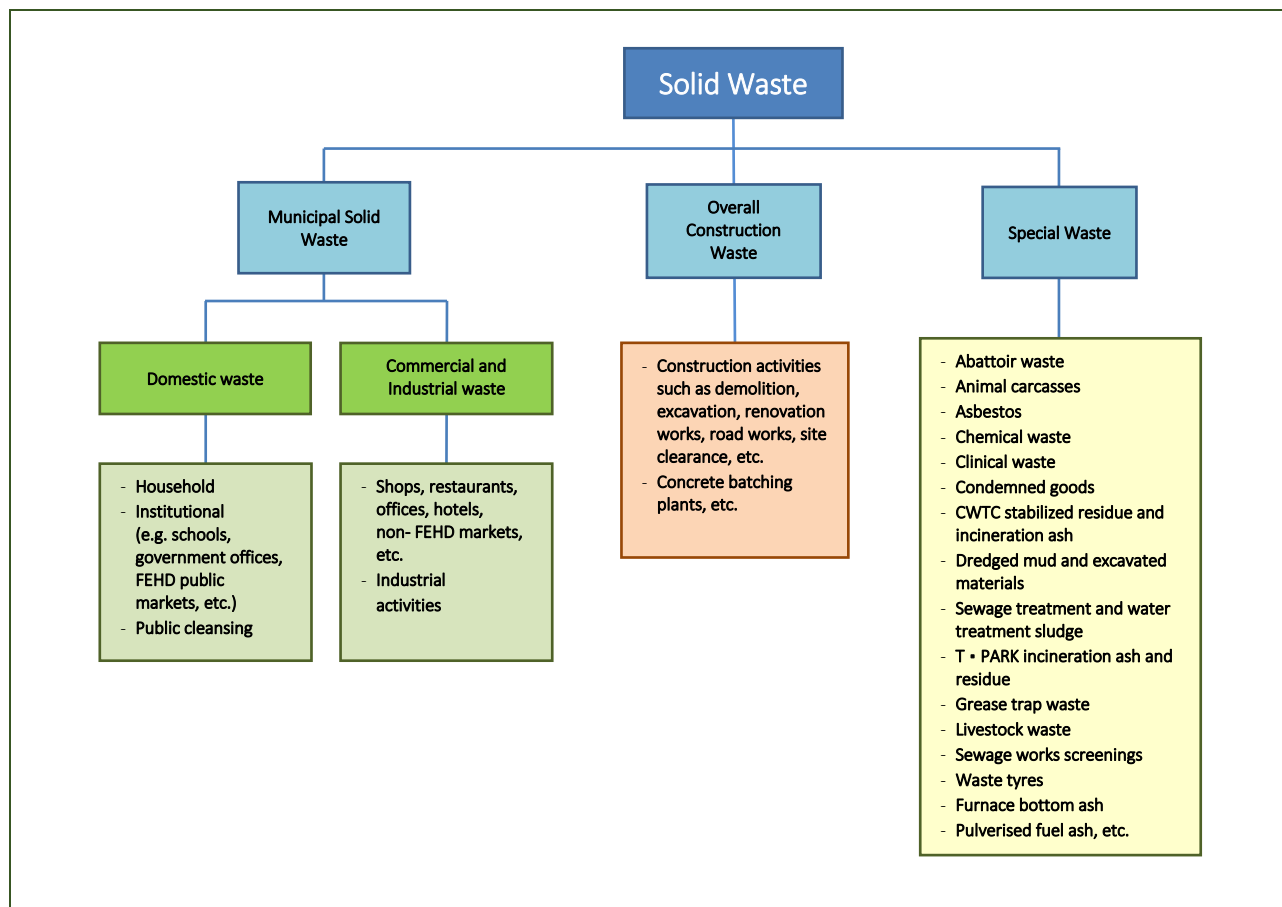 Solid Waste
Municipal Solid
Waste
Overall
Construction
Waste
Special Waste
Domestic waste
Commercial and
Industrial waste
- Household
- Institutional
(e.g. schools,
government offices,
FEHD public
markets, etc.)
- Public cleansing
- Shops, restaurants,
offices, hotels,
non- FEHD markets,
etc.
- Industrial
activities
- Construction activities
such as demolition,
excavation, renovation
works, road works, site
clearance, etc.
- Concrete batching
plants, etc.
- Abattoir waste
- Animal carcasses
- Asbestos
- Chemical waste
- Clinical waste
- Condemned goods
- CWTC stabilized residue and
incineration ash
- Dredged mud and excavated
materials
- Sewage treatment and water
treatment sludge
- T • PARK incineration ash and
residue
- Grease trap waste
- Livestock waste
- Sewage works screenings
- Waste tyres
- Furnace bottom ash
- Pulverised fuel ash, etc.